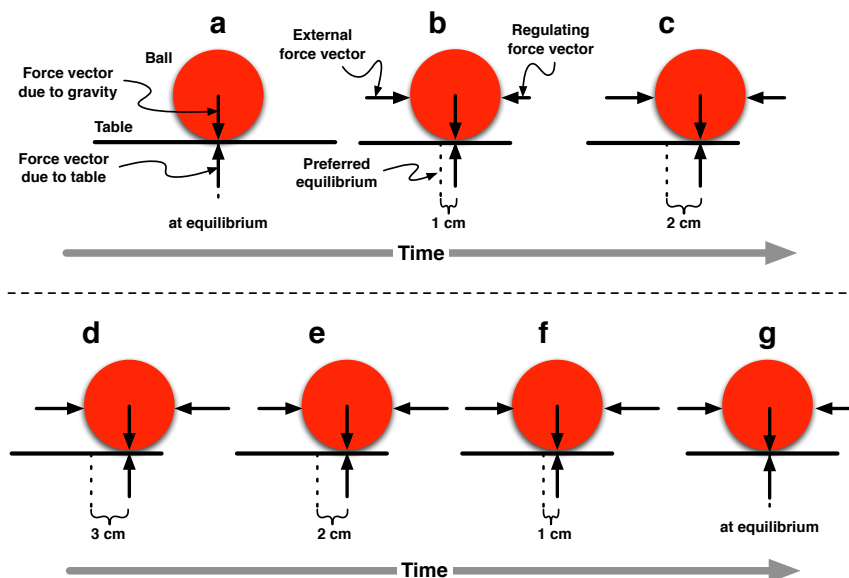 a
b
c
Ball
External
force vector
Regulating
force vector
Force vector
due to gravity
Table
Force vector
due to table
Preferred
equilibrium
at equilibrium
1 cm
2 cm
Time
d
e
f
g
3 cm
2 cm
1 cm
at equilibrium
Time